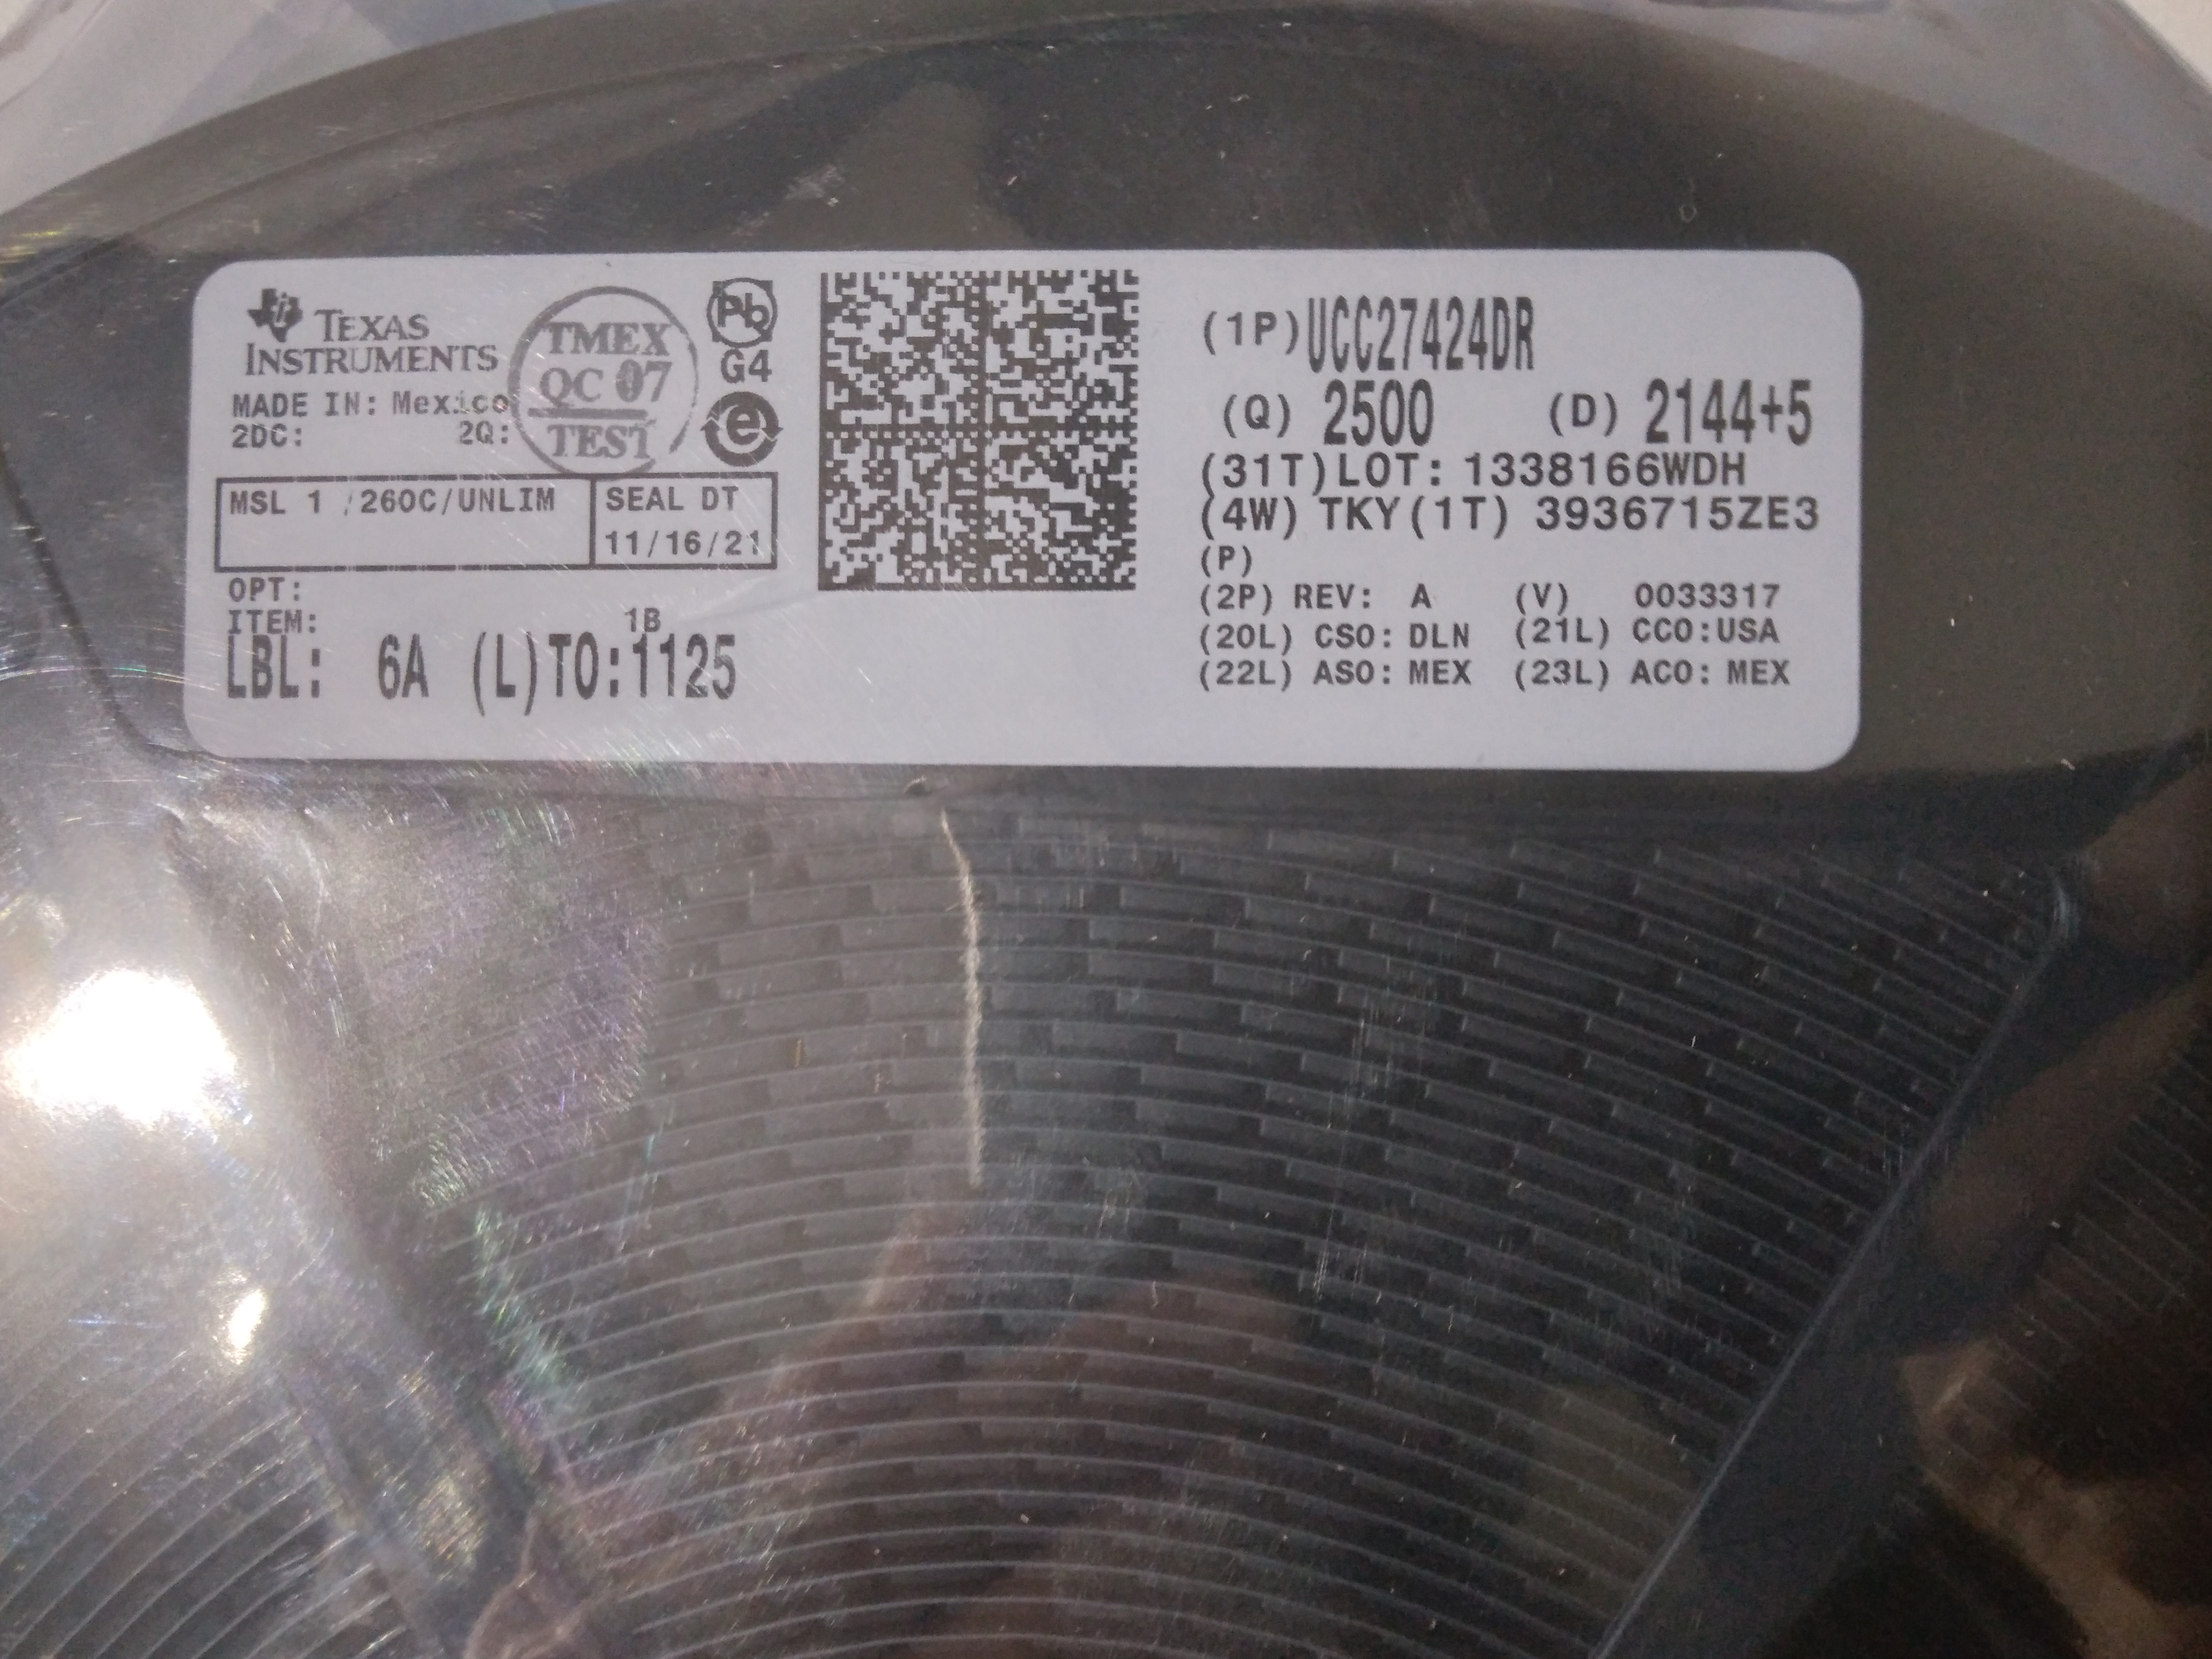 TEXAS
INSTRUMENTS
MADE IN: Mexico
2DC: 2Q:
TMEX
QC 07
TEST
Pb
G4
e
MSL 1 /260C/UNLIM
SEAL DT
11/16/21
OPT:
ITEM:
1B
LBL: 6A (L)TO:1125
(1P)UCC27424DR
(Q) 2500 (D) 2144+5
(31T)LOT: 1338166WDH
(4W) TKY(1T) 3936715ZE3
(P)
(2P) REV: A (V) 0033317
(20L) CSO: DLN (21L) CCO:USA
(22L) ASO: MEX (23L) ACO: MEX